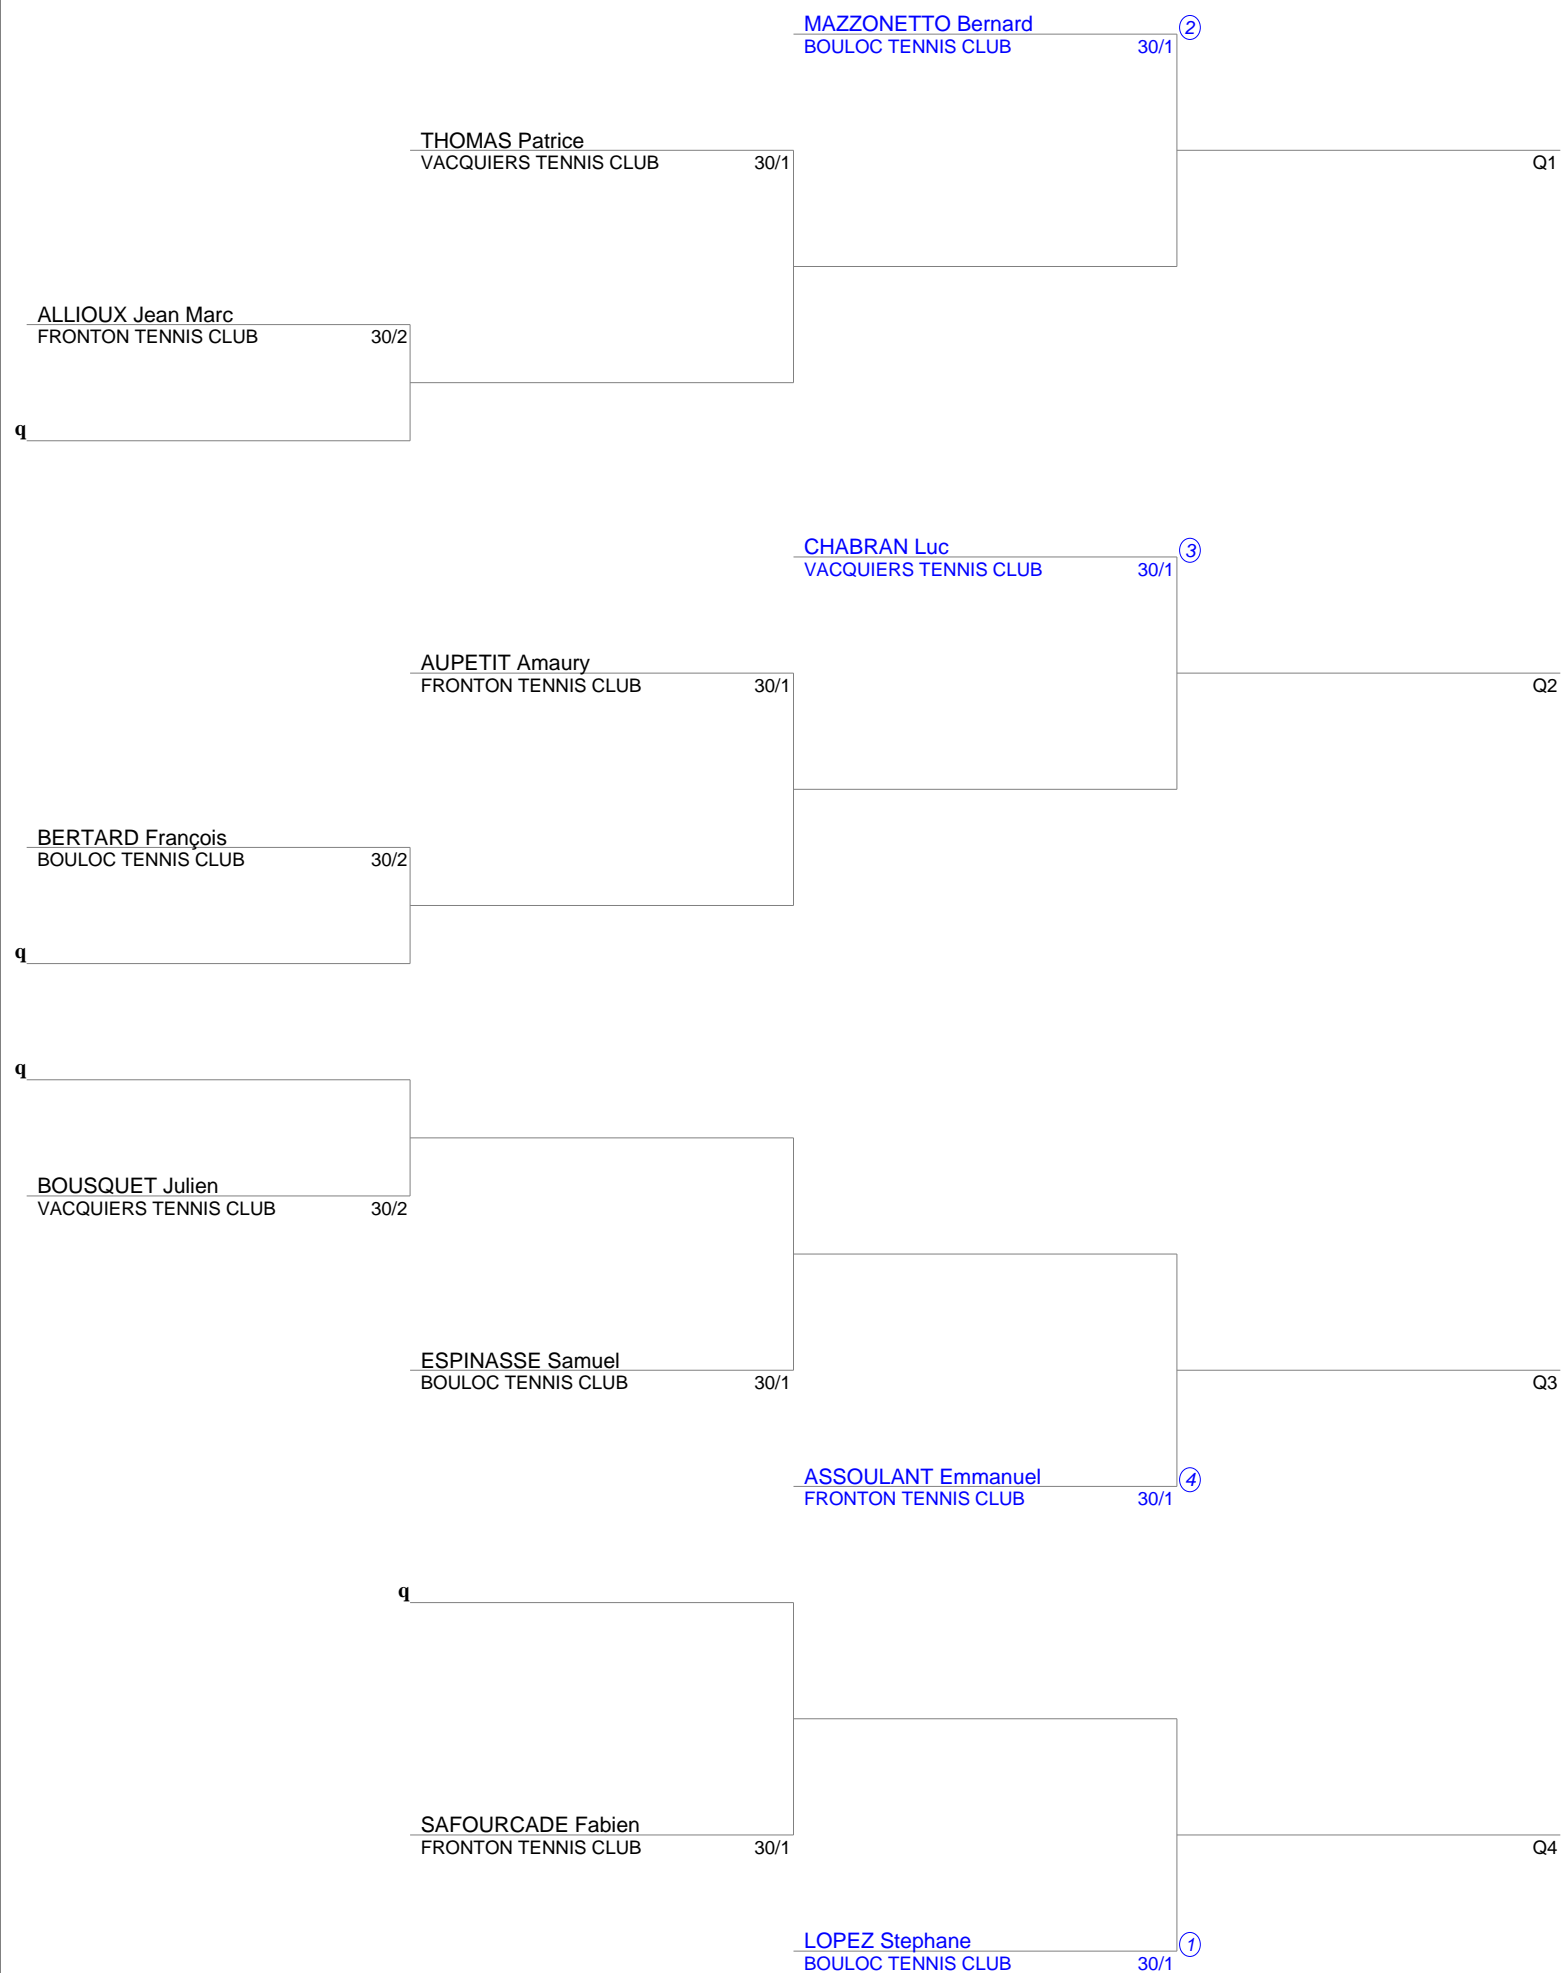 MAZZONETTO Bernard 2
BOULOC TENNIS CLUB 30/1
THOMAS Patrice
VACQUIERS TENNIS CLUB 30/1
Q1
ALLIOUX Jean Marc
FRONTON TENNIS CLUB 30/2
q
CHABRAN Luc 3
VACQUIERS TENNIS CLUB 30/1
AUPETIT Amaury
FRONTON TENNIS CLUB 30/1
Q2
BERTARD François
BOULOC TENNIS CLUB 30/2
q
q
BOUSQUET Julien
VACQUIERS TENNIS CLUB 30/2
ESPINASSE Samuel
BOULOC TENNIS CLUB 30/1
Q3
ASSOULANT Emmanuel 4
FRONTON TENNIS CLUB 30/1
q
SAFOURCADE Fabien
FRONTON TENNIS CLUB 30/1
Q4
LOPEZ Stephane 1
BOULOC TENNIS CLUB 30/1